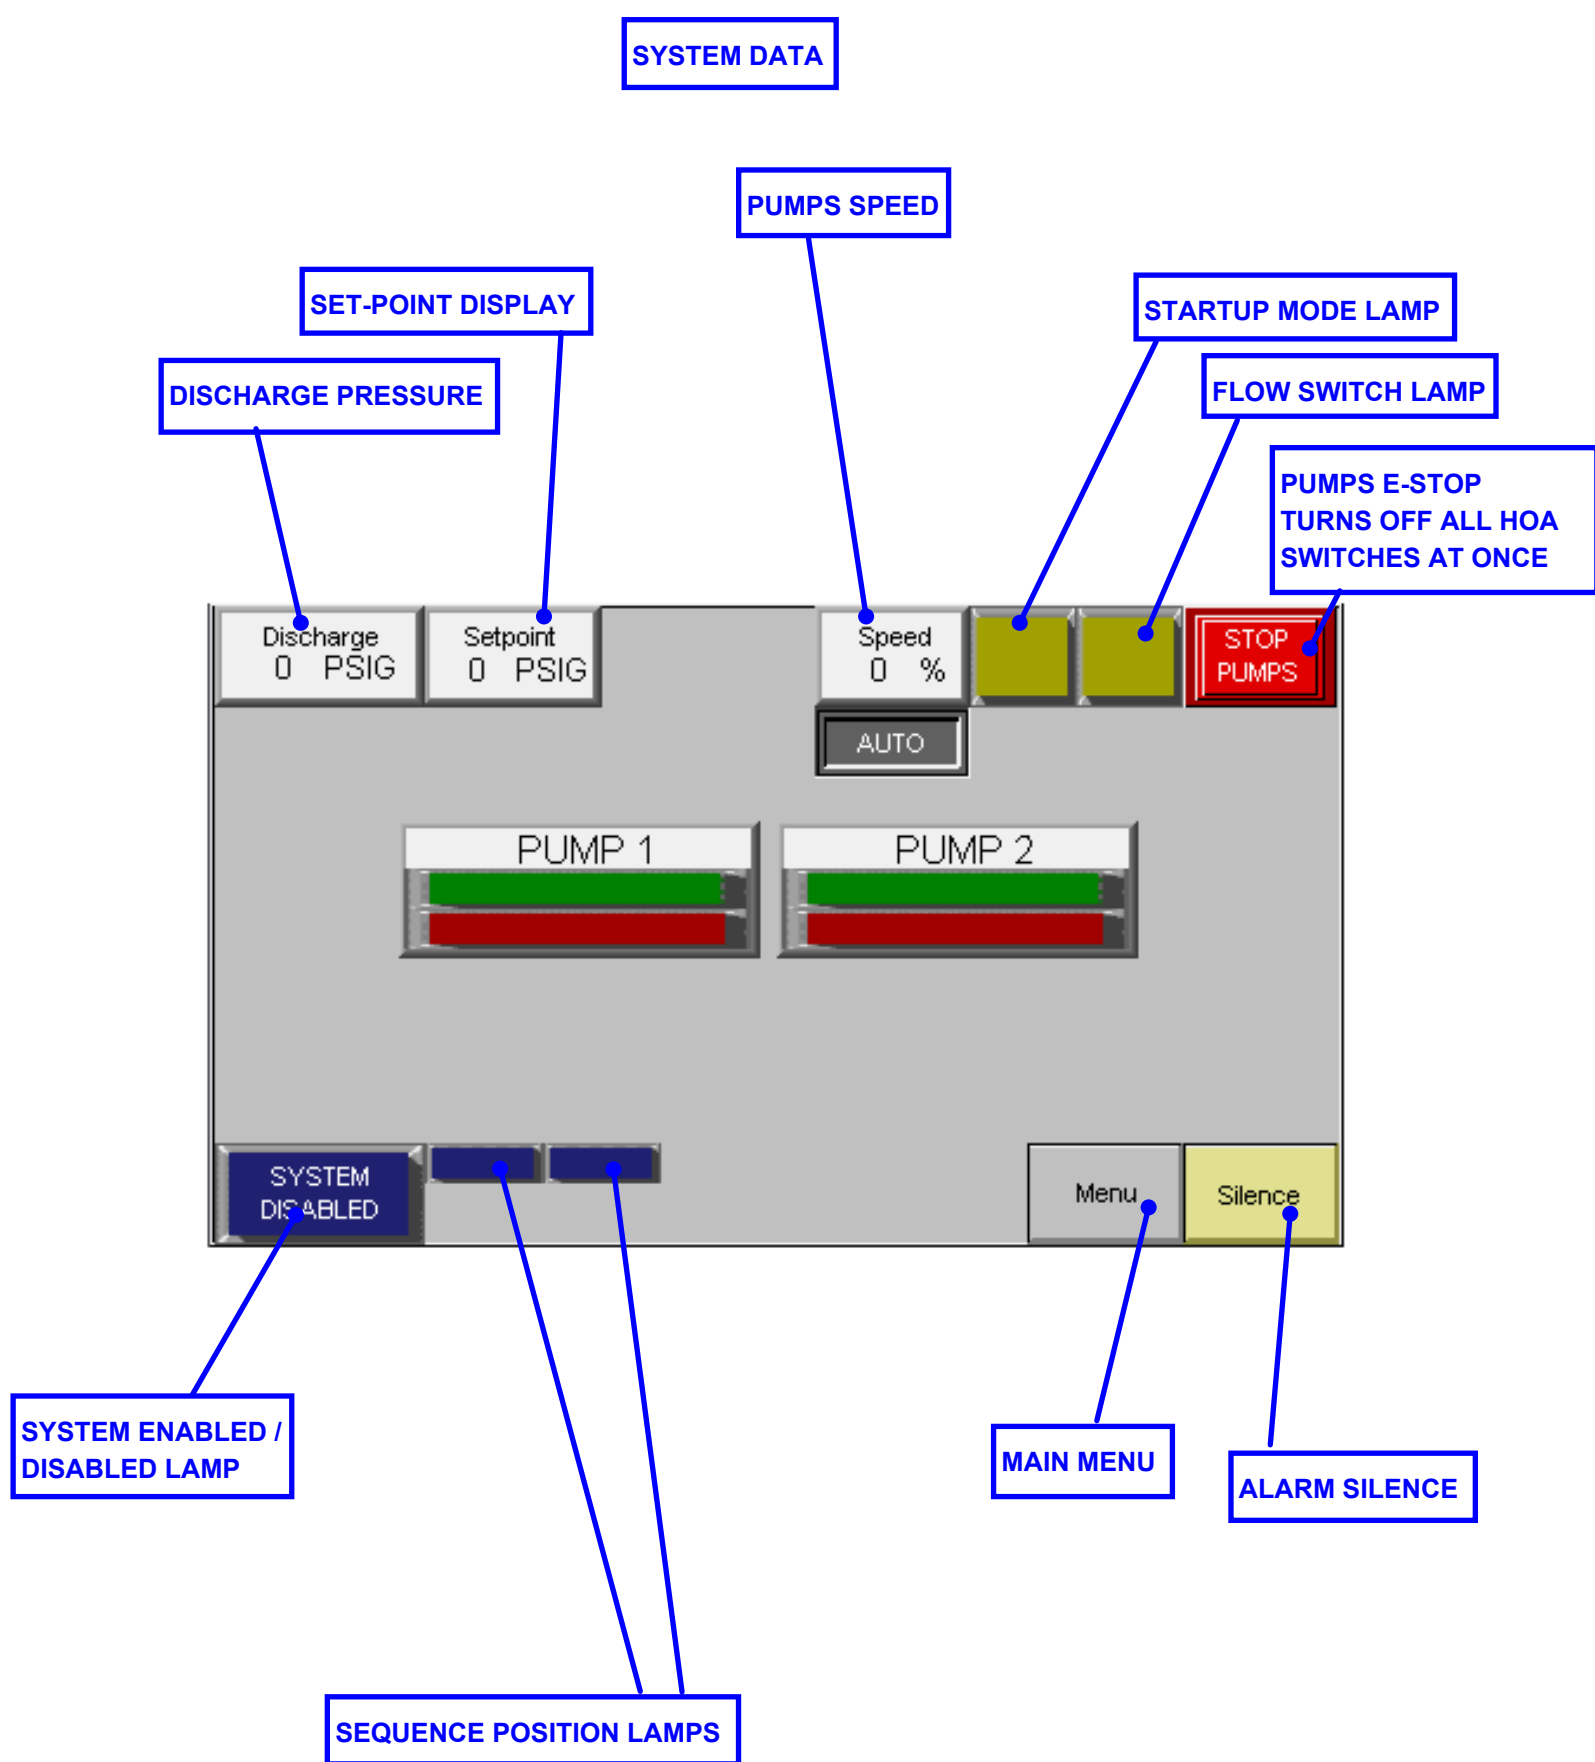 SYSTEM DATA
PUMPS SPEED
SET-POINT DISPLAY
STARTUP MODE LAMP
DISCHARGE PRESSURE
FLOW SWITCH LAMP
PUMPS E-STOP
TURNS OFF ALL HOA
SWITCHES AT ONCE
Discharge
0 PSIG
Setpoint
0 PSIG
Speed
0 %
STOP
PUMPS
AUTO
PUMP 1
PUMP 2
SYSTEM
DISABLED
Menu
Silence
SYSTEM ENABLED /
DISABLED LAMP
MAIN MENU
ALARM SILENCE
SEQUENCE POSITION LAMPS